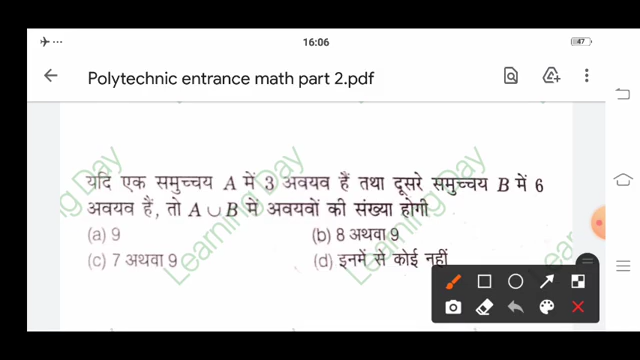 16:06
47
Polytechnic entrance math part 2.pdf
यदि एक समुच्चय A में 3 अवयव हैं तथा दूसरे समुच्चय B में 6
अवयव हैं, तो A ∪ B में अवयवों की संख्या होगी
(a) 9 (b) 8 अथवा 9
(c) 7 अथवा 9 (d) इनमें से कोई नहीं
Learning Day
Learning Day
Learning Day